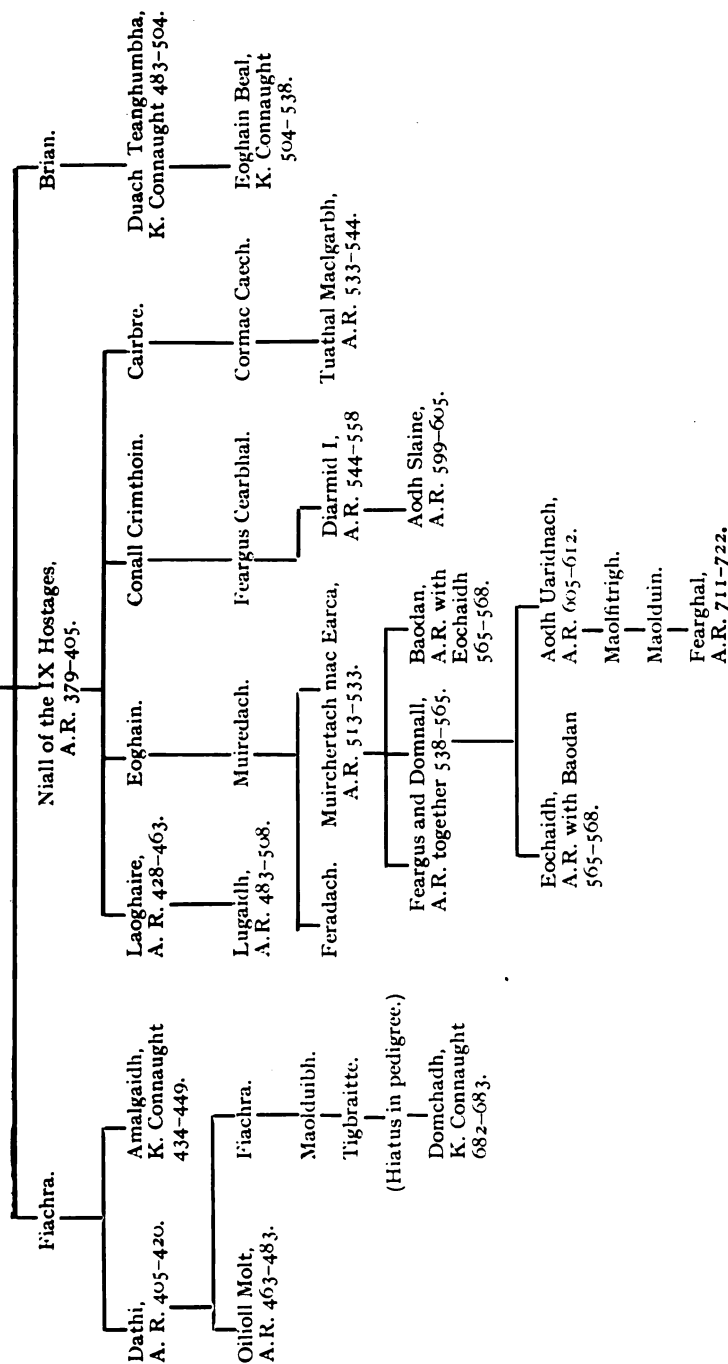 Fiachra.
Niall of the IX Hostages,
A.R. 379–405.
Brian.
Dathi,
A. R. 405–420.
Amalgaidh,
K. Connaught
434–449.
Laoghaire,
A. R. 428–463.
Eoghain.
Conall Crimthoin.
Cairbre.
Duach Teanghumbha,
K. Connaught 483–504.
Oilioll Molt,
A.R. 463–483.
Fiachra.
Lugaidh,
A.R. 483–508.
Muiredach.
Feargus Cearbhal.
Cormac Caech.
Eoghain Beal,
K. Connaught
504–538.
Maolduibh.
Feradach.
Muirchertach mac Earca,
A.R. 513–533.
Diarmid I,
A.R. 544–558
Tuathal Maclgarbh,
A.R. 533–544.
Tigbraitte.
(Hiatus in pedigree.)
Feargus and Domnall,
A.R. together 538–565.
Baodan,
A.R. with
Eochaidh
565–568.
Aodh Slaine,
A.R. 599–605.
Domchadh,
K. Connaught
682–683.
Eochaidh,
A.R. with Baodan
565–568.
Aodh Uaridnach,
A.R. 605–612.
Maolfitrigh.
Maolduin.
Fearghal,
A.R. 711–722.